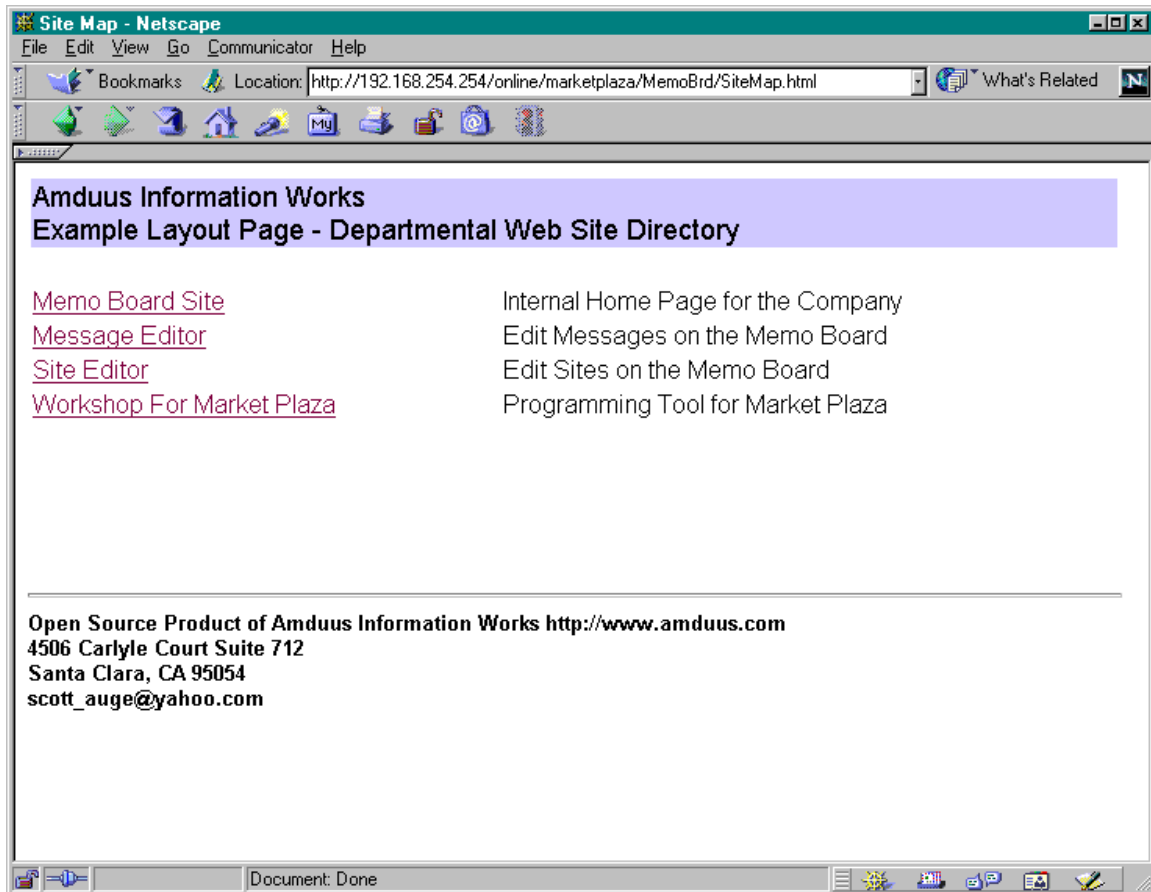 Site Map - Netscape
File Edit View Go Communicator Help
Bookmarks Location: http://192.168.254.254/online/marketplaza/MemoBrd/SiteMap.html What's Related N
My
Amduus Information Works
Example Layout Page - Departmental Web Site Directory
Memo Board Site Internal Home Page for the Company
Message Editor Edit Messages on the Memo Board
Site Editor Edit Sites on the Memo Board
Workshop For Market Plaza Programming Tool for Market Plaza
Open Source Product of Amduus Information Works http://www.amduus.com
4506 Carlyle Court Suite 712
Santa Clara, CA 95054
scott_auge@yahoo.com
Document: Done